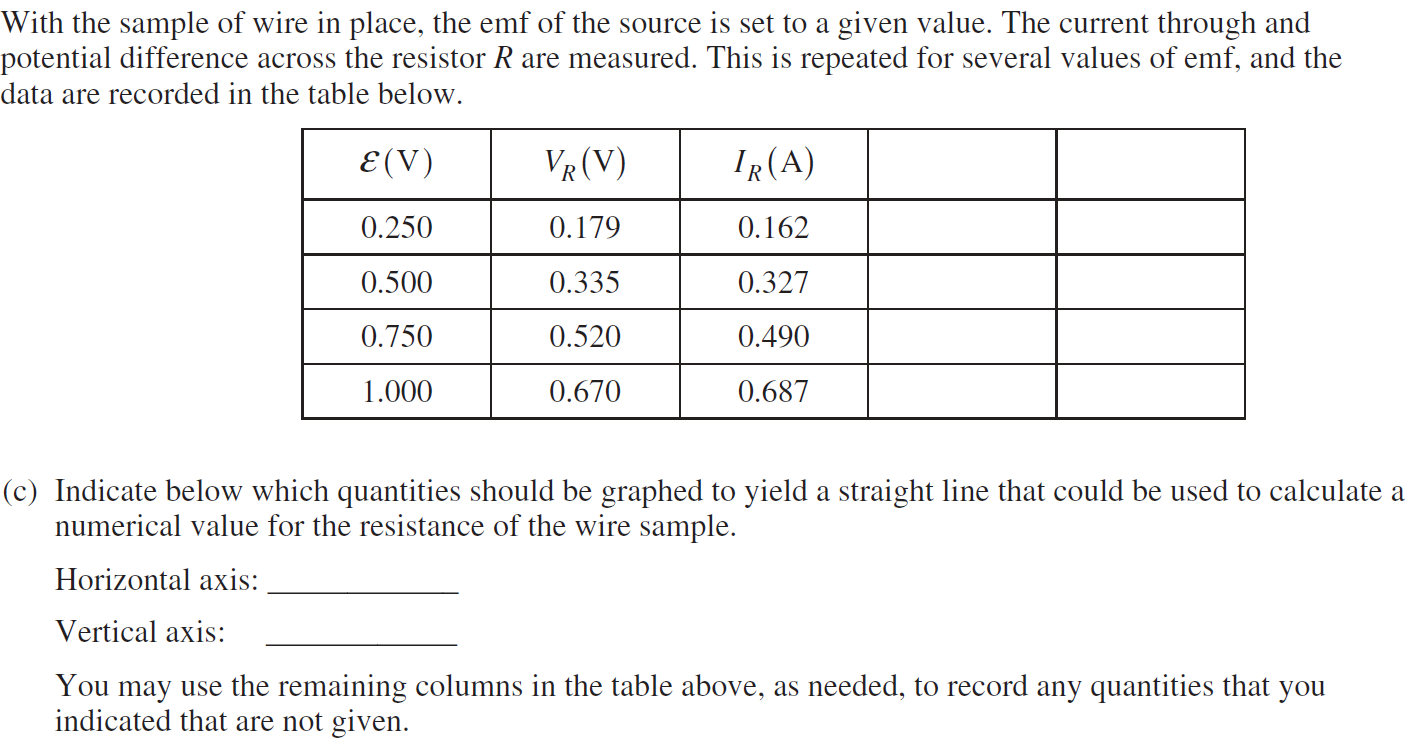 With the sample of wire in place, the emf of the source is set to a given value. The current through and
potential difference across the resistor R are measured. This is repeated for several values of emf, and the
data are recorded in the table below.
ℰ(V) V_R(V) I_R(A)
0.250 0.179 0.162
0.500 0.335 0.327
0.750 0.520 0.490
1.000 0.670 0.687
(c) Indicate below which quantities should be graphed to yield a straight line that could be used to calculate a
numerical value for the resistance of the wire sample.
Horizontal axis: ____________
Vertical axis: ____________
You may use the remaining columns in the table above, as needed, to record any quantities that you
indicated that are not given.